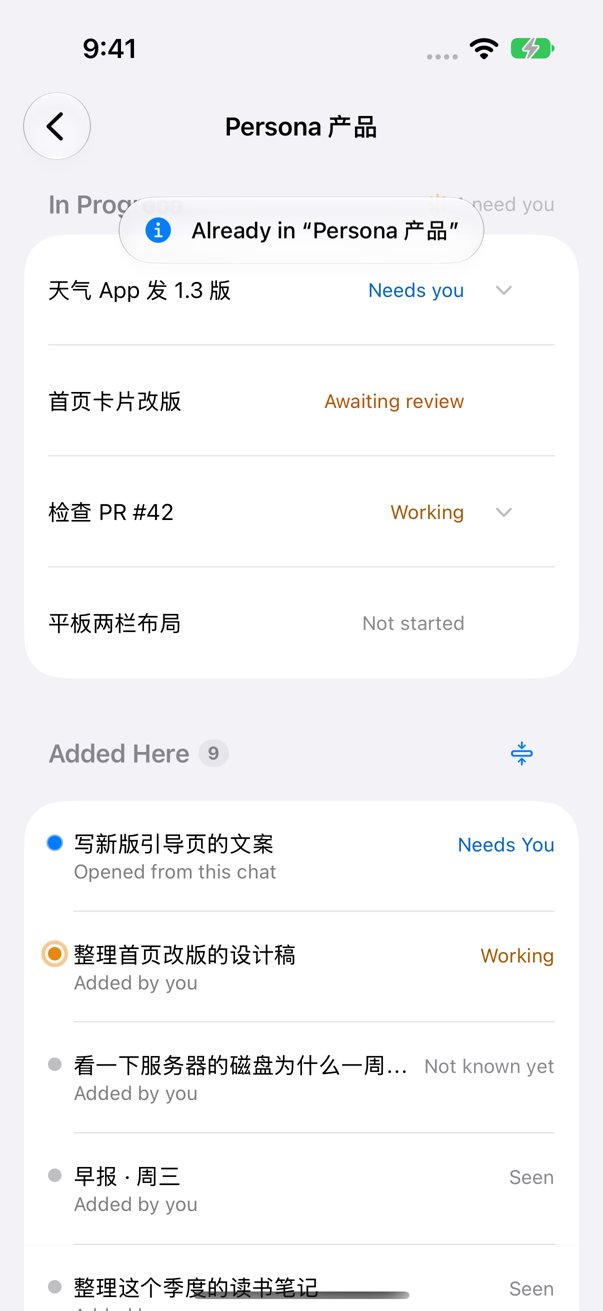 9:41
Persona 产品
In Progress
need you
Already in “Persona 产品”
天气 App 发 1.3 版
Needs you
首页卡片改版
Awaiting review
检查 PR #42
Working
平板两栏布局
Not started
Added Here 9
写新版引导页的文案
Needs You
Opened from this chat
整理首页改版的设计稿
Working
Added by you
看一下服务器的磁盘为什么一周…
Not known yet
Added by you
早报 · 周三
Seen
Added by you
整理这个季度的读书笔记
Seen